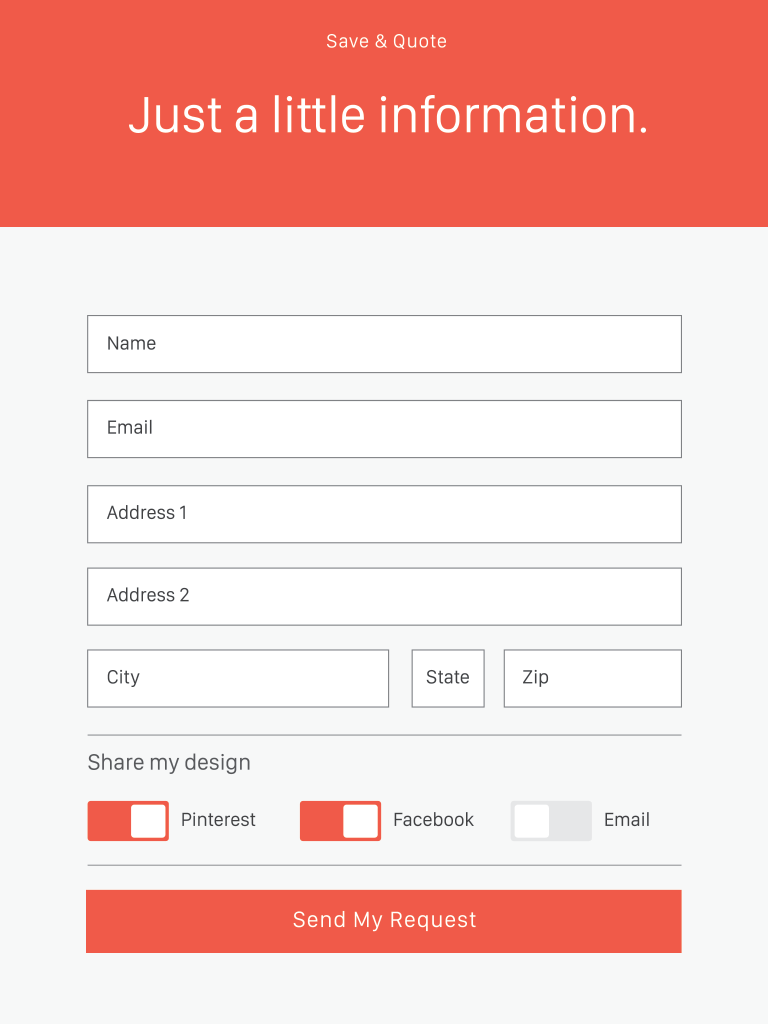 Save & Quote
Just a little information.
Name
Email
Address 1
Address 2
City State Zip
Share my design
Pinterest Facebook Email
Send My Request